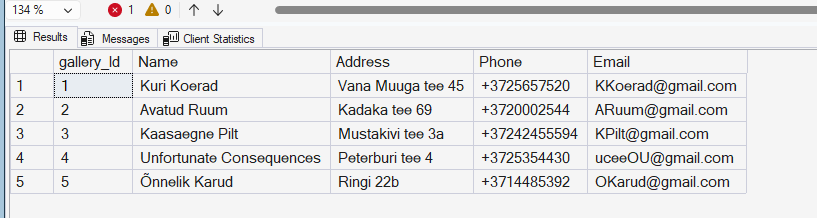 134 % 1 0
Results Messages Client Statistics
gallery_Id Name Address Phone Email
1 1 Kuri Koerad Vana Muuga tee 45 +3725657520 KKoerad@gmail.com
2 2 Avatud Ruum Kadaka tee 69 +3720002544 ARuum@gmail.com
3 3 Kaasaegne Pilt Mustakivi tee 3a +37242455594 KPilt@gmail.com
4 4 Unfortunate Consequences Peterburi tee 4 +3725354430 uceeOU@gmail.com
5 5 Õnnelik Karud Ringi 22b +3714485392 OKarud@gmail.com